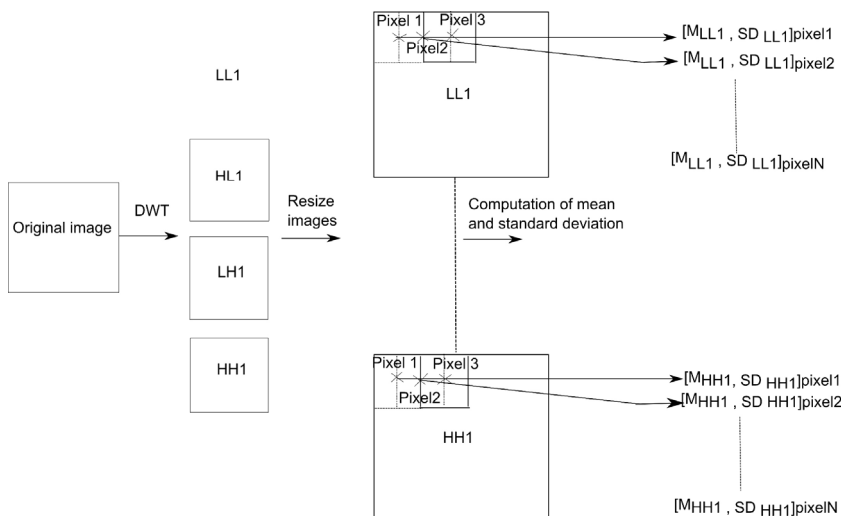 LL1
HL1
LH1
HH1
Original image
DWT
Resize
images
Pixel 1
Pixel 3
Pixel2
LL1
Computation of mean
and standard deviation
Pixel 1
Pixel 3
Pixel2
HH1
[MLL1 , SD LL1]pixel1
[MLL1 , SD LL1]pixel2
[MLL1 , SD LL1]pixelN
[MHH1, SD HH1]pixel1
[MHH1 , SD HH1]pixel2
[MHH1 , SD HH1]pixelN